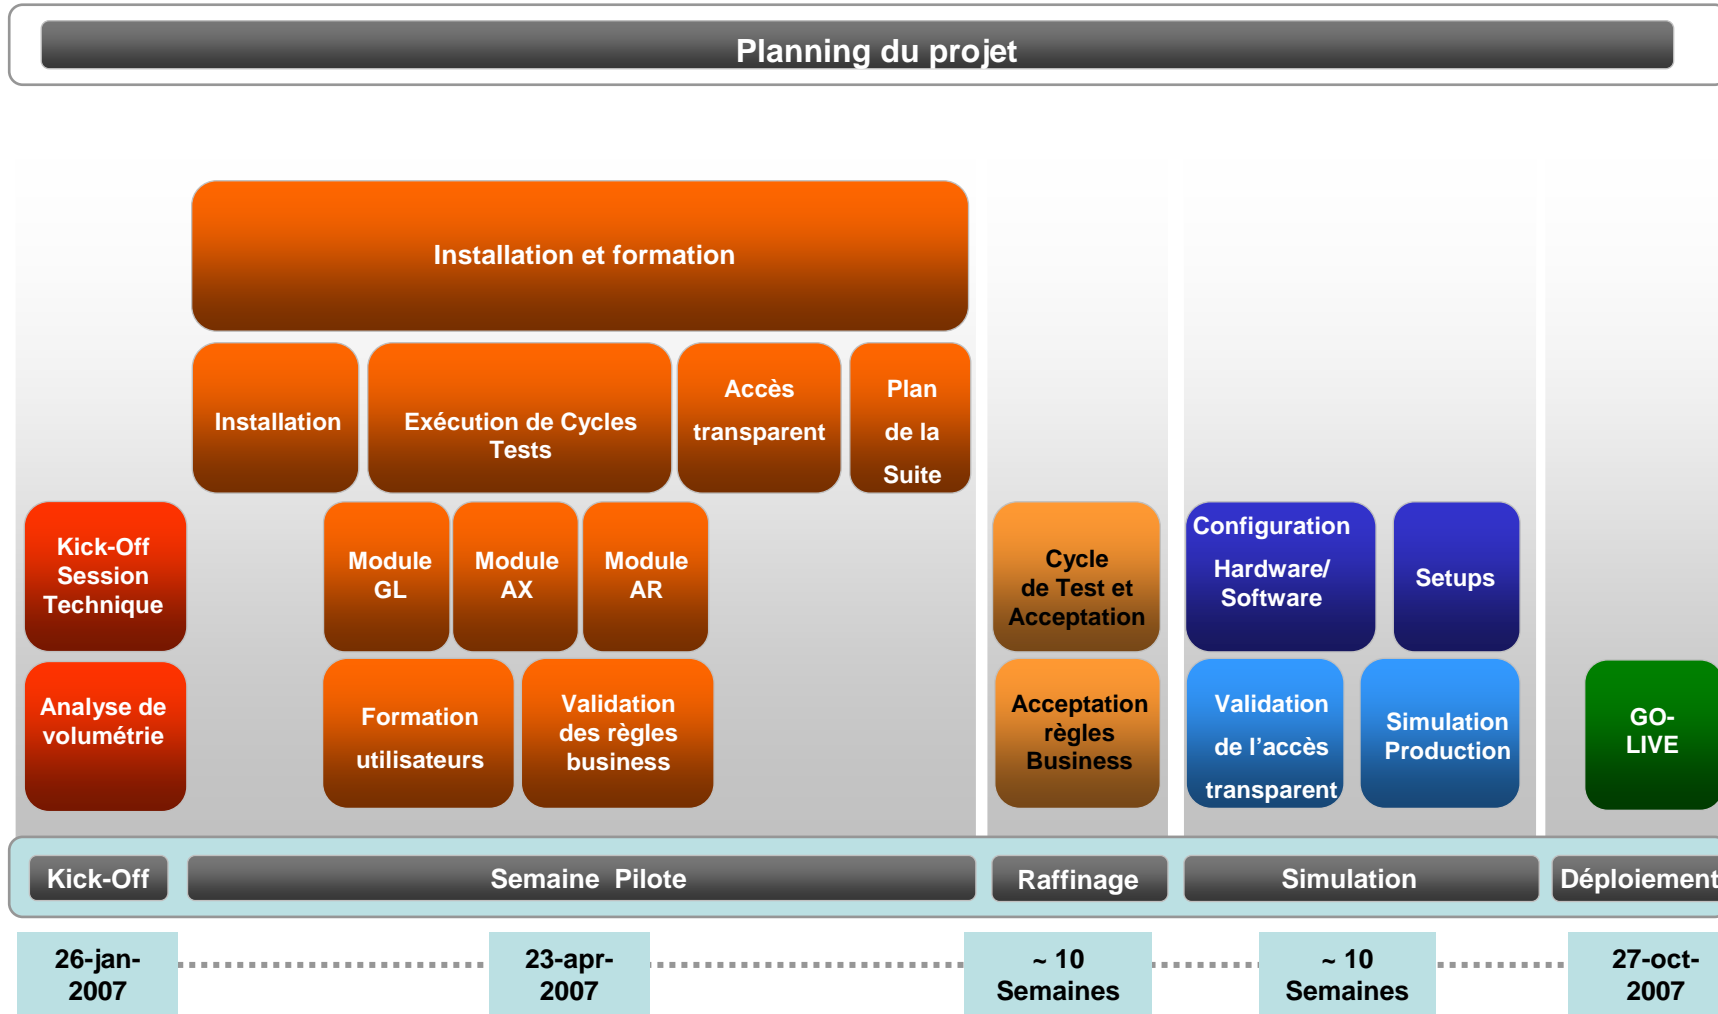 Planning du projet
Installation et formation
Installation
Exécution de Cycles
Tests
Accès
transparent
Plan
de la
Suite
Kick-Off
Session
Technique
Module
GL
Module
AX
Module
AR
Cycle
de Test et
Acceptation
Configuration
Hardware/
Software
Setups
Analyse de
volumétrie
Formation
utilisateurs
Validation
des règles
business
Acceptation
règles
Business
Validation
de l’accès
transparent
Simulation
Production
GO-
LIVE
Kick-Off
Semaine Pilote
Raffinage
Simulation
Déploiement
26-jan-
2007
23-apr-
2007
~ 10
Semaines
~ 10
Semaines
27-oct-
2007